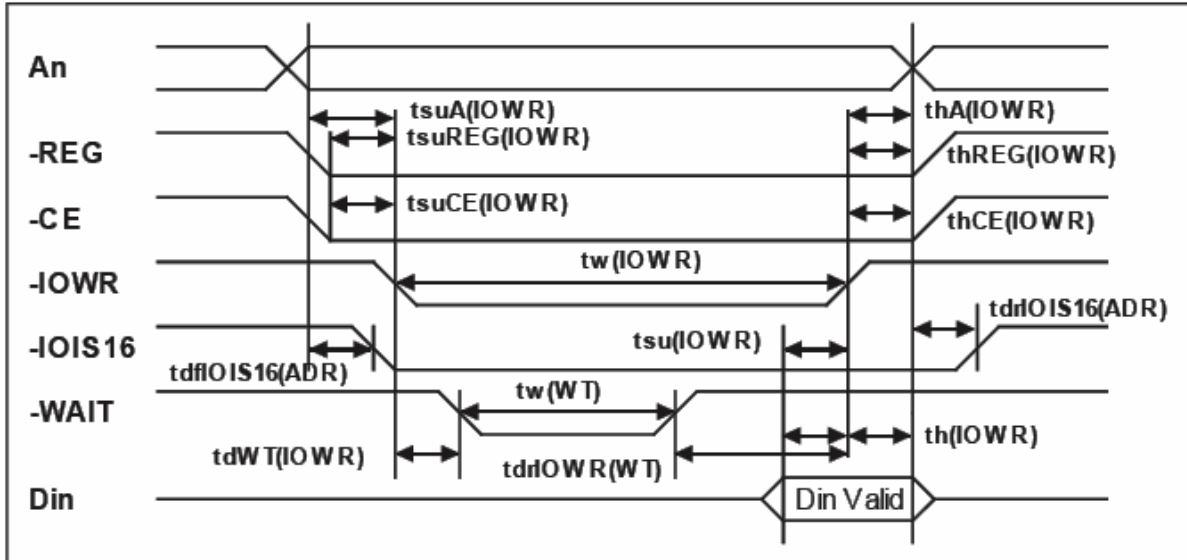 An
tsuA(IOWR)
thA(IOWR)
tsuREG(IOWR)
-REG
thREG(IOWR)
tsuCE(IOWR)
-CE
thCE(IOWR)
tw(IOWR)
-IOWR
tdrIOIS16(ADR)
tsu(IOWR)
-IOIS16
tdfIOIS16(ADR)
tw(WT)
-WAIT
th(IOWR)
tdWT(IOWR)
tdrIOWR(WT)
Din
Din Valid